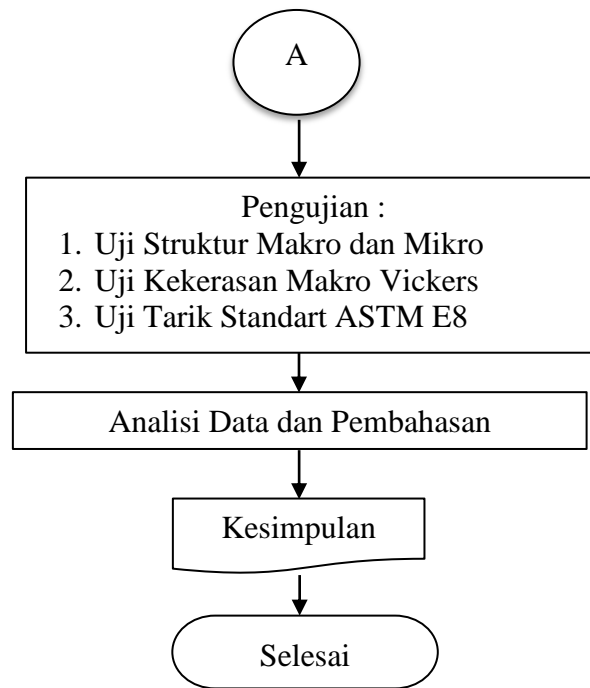 A
Pengujian :
1. Uji Struktur Makro dan Mikro
2. Uji Kekerasan Makro Vickers
3. Uji Tarik Standart ASTM E8
Analisi Data dan Pembahasan
Kesimpulan
Selesai